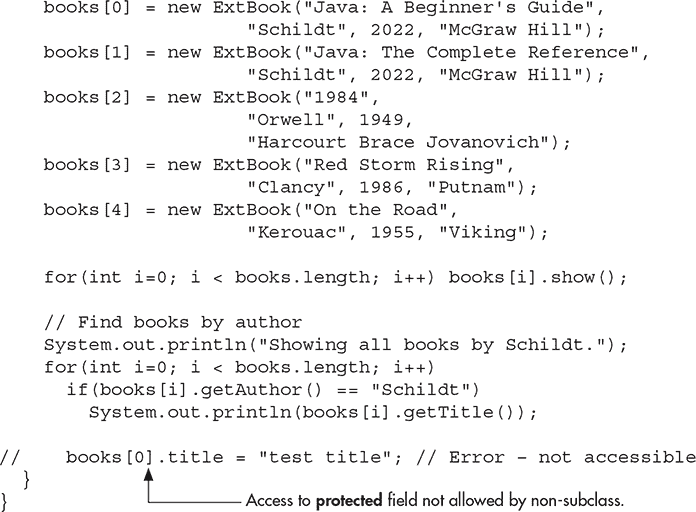 books[0] = new ExtBook("Java: A Beginner's Guide",
"Schildt", 2022, "McGraw Hill");
books[1] = new ExtBook("Java: The Complete Reference",
"Schildt", 2022, "McGraw Hill");
books[2] = new ExtBook("1984",
"Orwell", 1949,
"Harcourt Brace Jovanovich");
books[3] = new ExtBook("Red Storm Rising",
"Clancy", 1986, "Putnam");
books[4] = new ExtBook("On the Road",
"Kerouac", 1955, "Viking");
for(int i=0; i < books.length; i++) books[i].show();
// Find books by author
System.out.println("Showing all books by Schildt.");
for(int i=0; i < books.length; i++)
if(books[i].getAuthor() == "Schildt")
System.out.println(books[i].getTitle());
// books[0].title = "test title"; // Error – not accessible
}
}
Access to protected field not allowed by non-subclass.